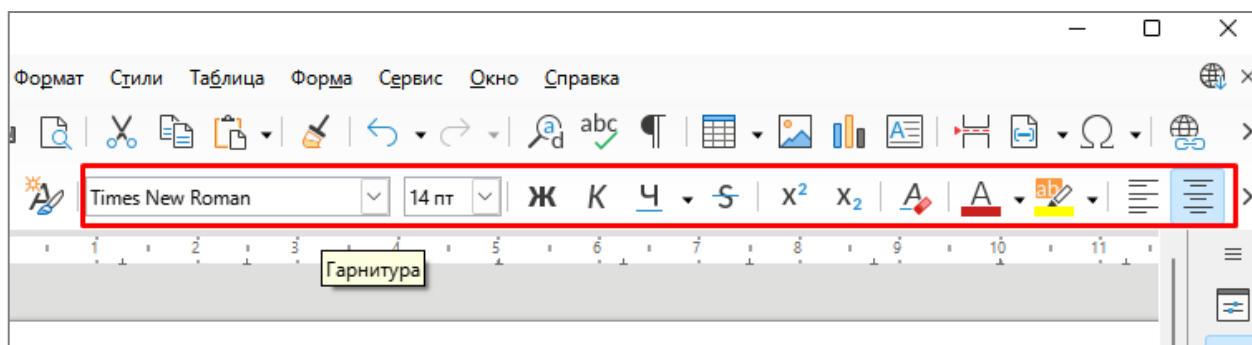 Формат Стили Таблица Форма Сервис Окно Справка
abc
Times New Roman 14 пт Ж К Ч S X² X₂ A A ab
1 2 3 4 5 6 7 8 9 10 11
Гарнитура